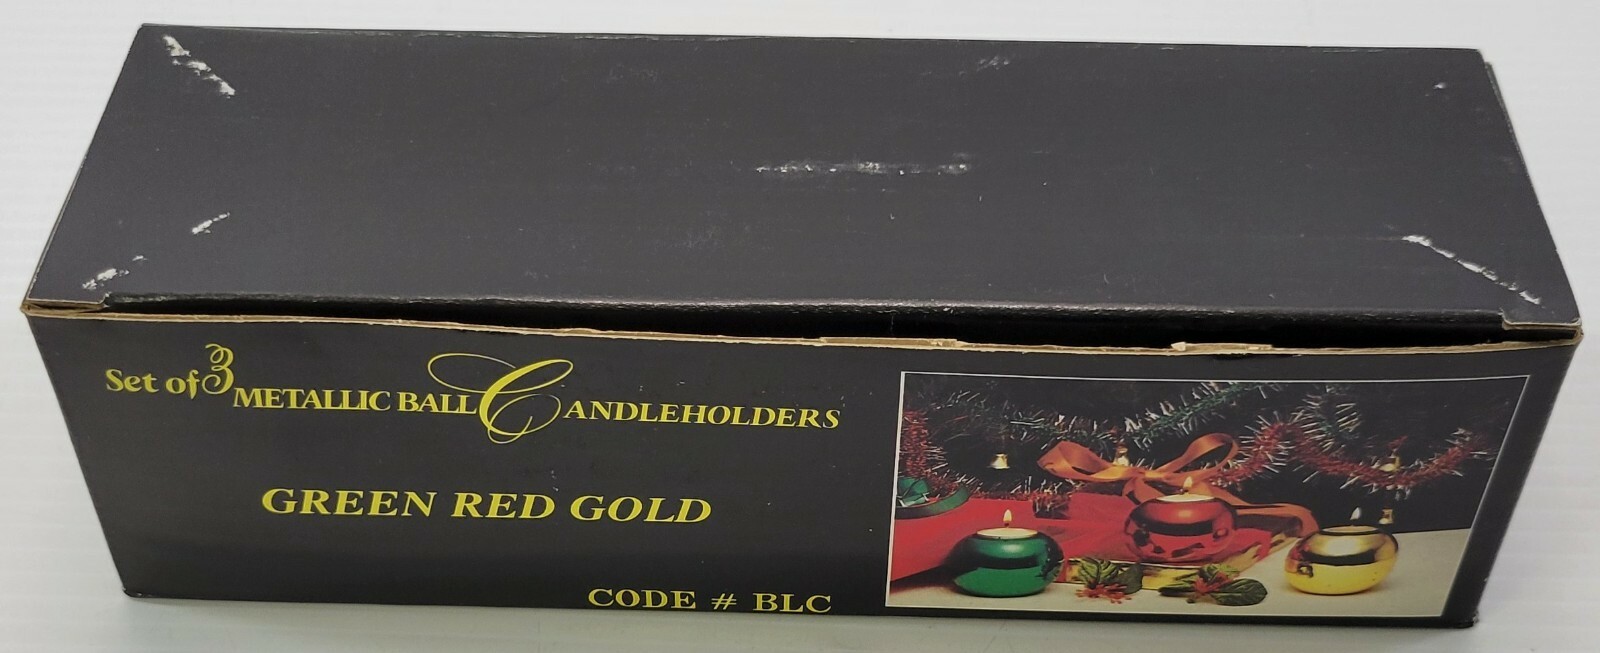 Set of 3 METALLIC BALL CANDLEHOLDERS
GREEN RED GOLD
CODE # BLC